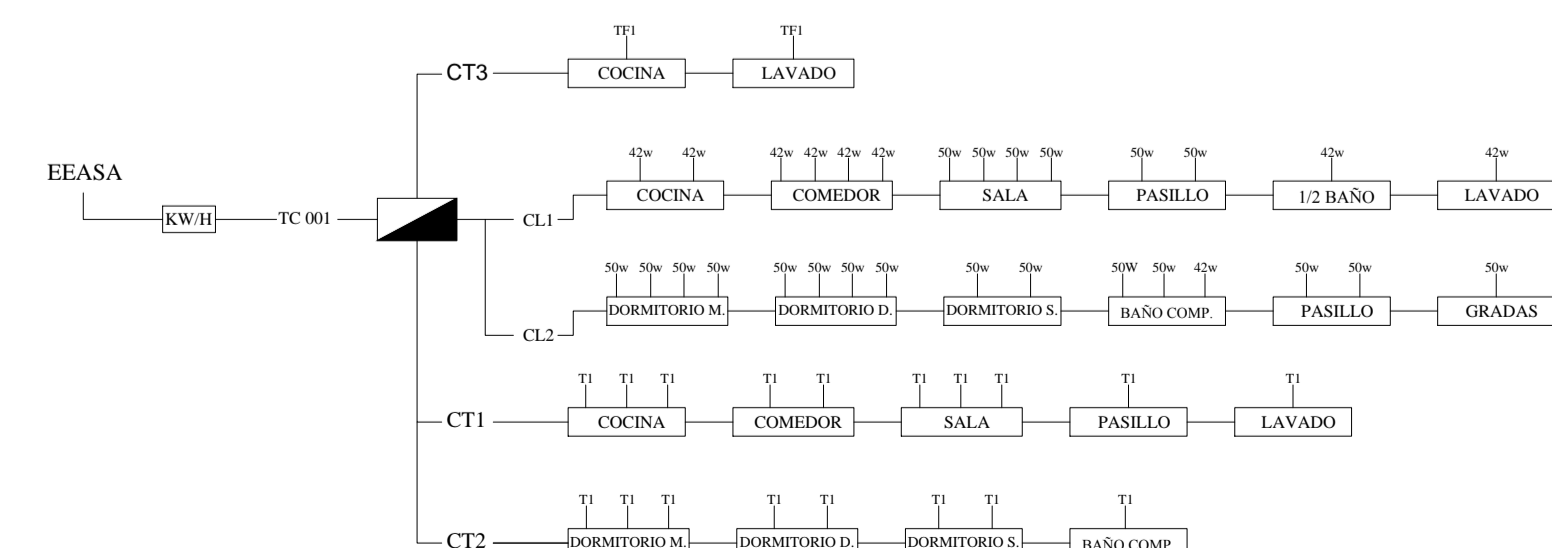 TF1 TF1
CT3 COCINA LAVADO
42w 42w 42w 42w 42w 42w 50w 50w 50w 50w 50w 50w 42w 42w
EEASA
COCINA COMEDOR SALA PASILLO 1/2 BAÑO LAVADO
KW/H TC 001 CL1
50w 50w 50w 50w 50w 50w 50w 50w 50w 50w 50W 50w 42w 50w 50w 50w
DORMITORIO M. DORMITORIO D. DORMITORIO S. BAÑO COMP. PASILLO GRADAS
CL2
T1 T1 T1 T1 T1 T1 T1 T1 T1 T1
CT1 COCINA COMEDOR SALA PASILLO LAVADO
T1 T1 T1 T1 T1 T1 T1 T1
CT2 DORMITORIO M. DORMITORIO D. DORMITORIO S. BAÑO COMP.